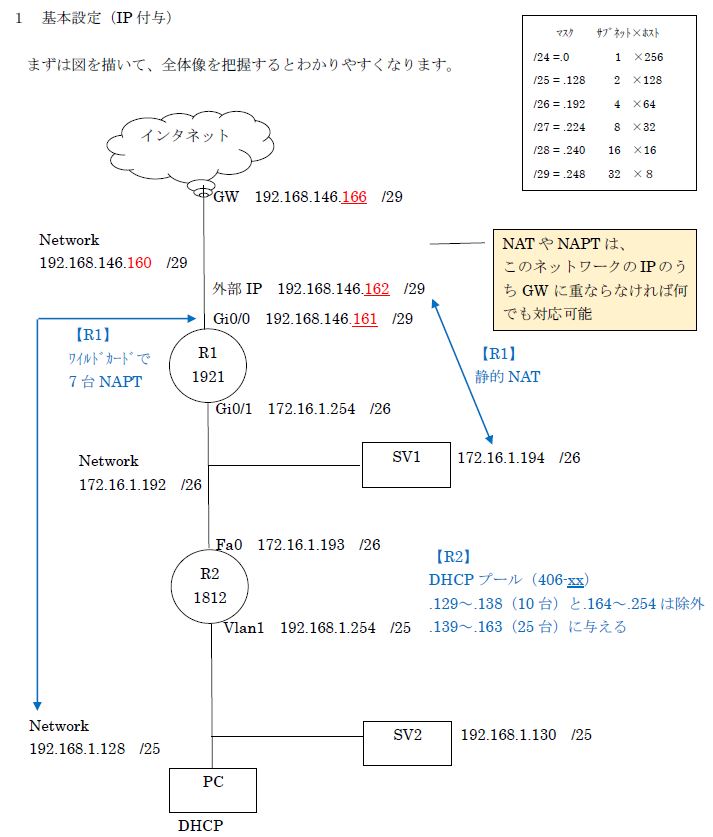 1 基本設定（IP 付与）
まずは図を描いて、全体像を把握するとわかりやすくなります。
ﾏｽｸ ｻﾌﾞﾈｯﾄ×ﾎｽﾄ
/24 =.0 1 ×256
/25 = .128 2 ×128
/26 = .192 4 ×64
/27 = .224 8 ×32
/28 = .240 16 ×16
/29 = .248 32 × 8
インタネット
GW 192.168.146.166 /29
Network
192.168.146.160 /29
NAT や NAPT は、
このネットワークの IP のう
ち GW に重ならなければ何
でも対応可能
外部 IP 192.168.146.162 /29
Gi0/0 192.168.146.161 /29
【R1】
ﾜｲﾙﾄﾞｶｰﾄﾞで
7 台 NAPT
R1
1921
【R1】
静的 NAT
Gi0/1 172.16.1.254 /26
Network
172.16.1.192 /26
SV1 172.16.1.194 /26
Fa0 172.16.1.193 /26
R2
1812
【R2】
DHCP プール（406-xx）
.129～.138（10 台）と.164～.254 は除外
.139～.163（25 台）に与える
Vlan1 192.168.1.254 /25
Network
192.168.1.128 /25
SV2 192.168.1.130 /25
PC
DHCP